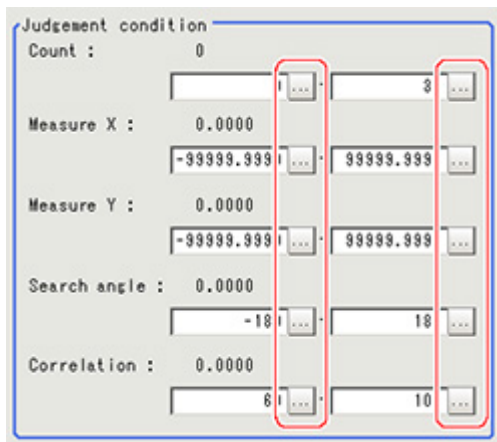 Judgement condition
Count : 0
... - 3 ...
Measure X : 0.0000
-99999.999 ... - 99999.999 ...
Measure Y : 0.0000
-99999.999 ... - 99999.999 ...
Search angle : 0.0000
-18 ... - 18 ...
Correlation : 0.0000
6 ... - 10 ...